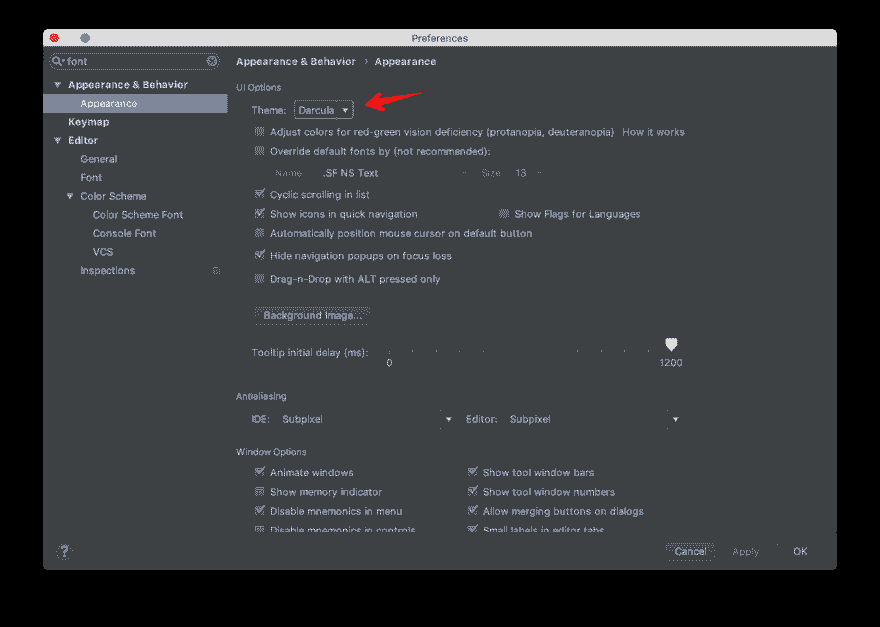 Preferences
font
Appearance & Behavior
Appearance
Keymap
Editor
General
Font
Color Scheme
Color Scheme Font
Console Font
VCS
Inspections
Appearance & Behavior › Appearance
UI Options
Theme: Darcula
Adjust colors for red-green vision deficiency (protanopia, deuteranopia) How it works
Override default fonts by (not recommended):
Name .SF NS Text Size 13
Cyclic scrolling in list
Show icons in quick navigation Show Flags for Languages
Automatically position mouse cursor on default button
Hide navigation popups on focus loss
Drag-n-Drop with ALT pressed only
Background Image...
Tooltip initial delay (ms):
0 1200
Antialiasing
IDE: Subpixel Editor: Subpixel
Window Options
Animate windows Show tool window bars
Show memory indicator Show tool window numbers
Disable mnemonics in menu Allow merging buttons on dialogs
Disable mnemonics in controls Small labels in editor tabs
? Cancel Apply OK